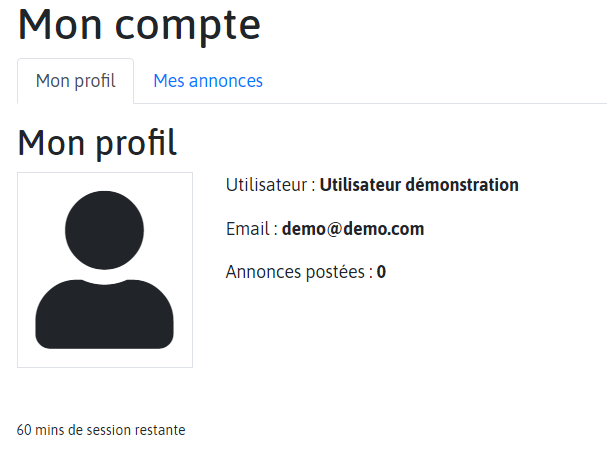 Mon compte
Mon profil
Mes annonces
Mon profil
Utilisateur : Utilisateur démonstration
Email : demo@demo.com
Annonces postées : 0
60 mins de session restante